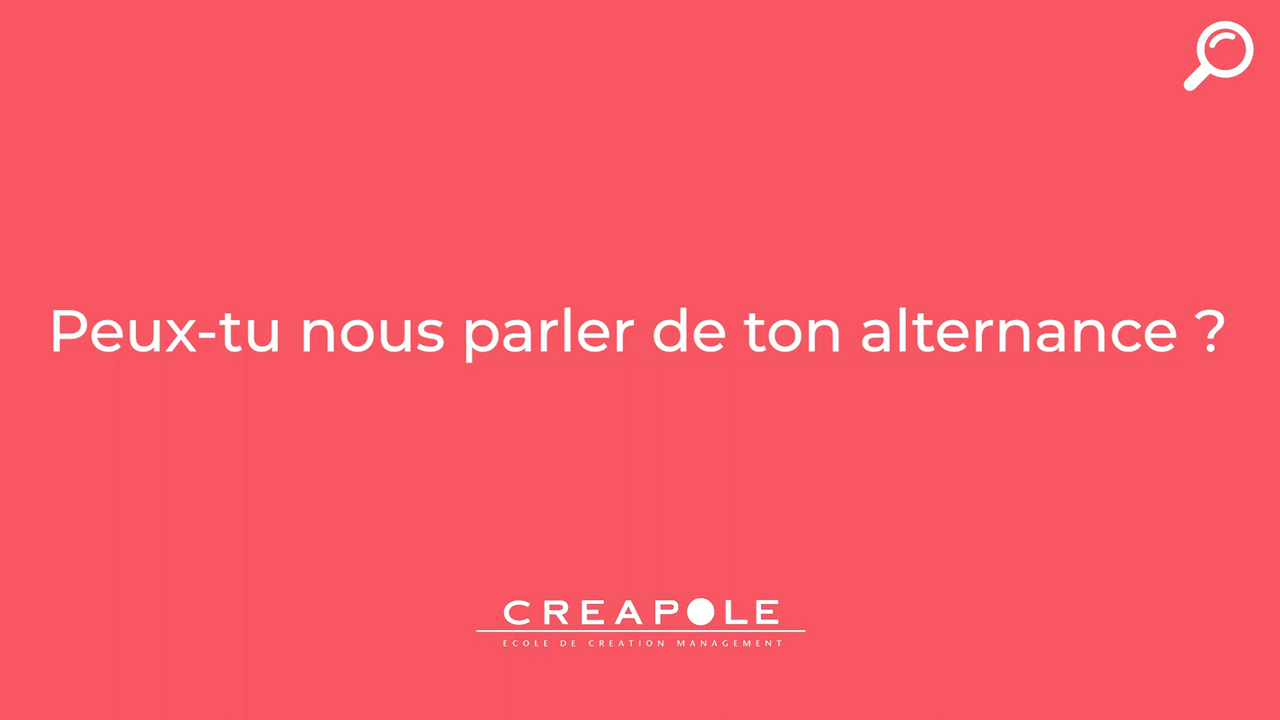 Peux-tu nous parler de ton alternance ?
CREAPOLE
ECOLE DE CREATION MANAGEMENT